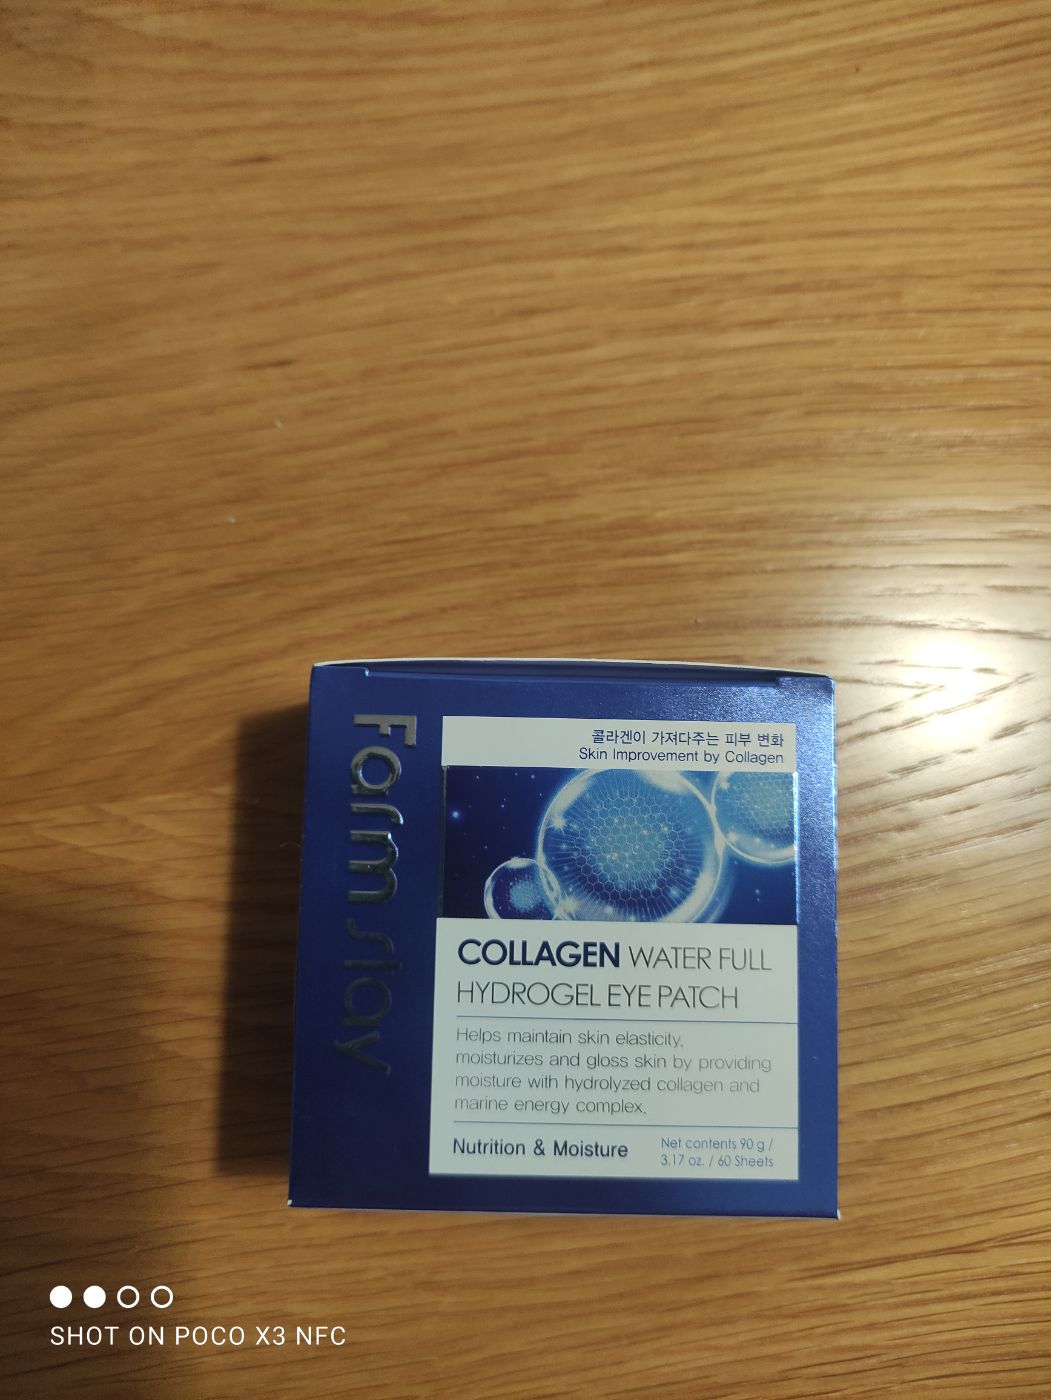 Farm stay
콜라겐이 가져다주는 피부 변화
Skin Improvement by Collagen
COLLAGEN WATER FULL
HYDROGEL EYE PATCH
Helps maintain skin elasticity,
moisturizes and gloss skin by providing
moisture with hydrolyzed collagen and
marine energy complex.
Nutrition & Moisture
Net contents 90 g /
3.17 oz. / 60 Sheets
SHOT ON POCO X3 NFC